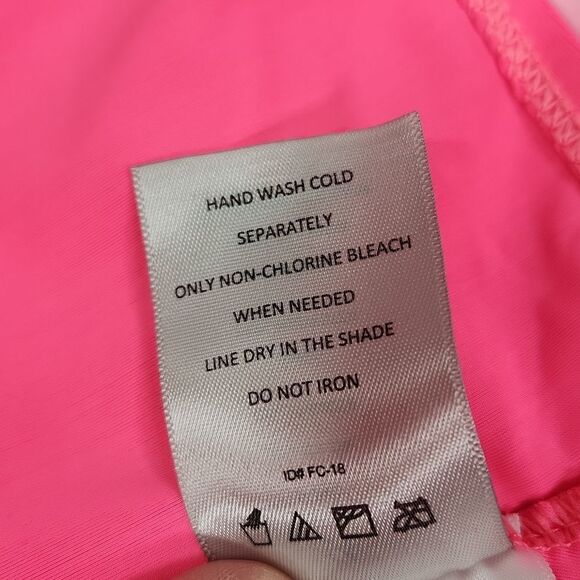 HAND WASH COLD
SEPARATELY
ONLY NON-CHLORINE BLEACH
WHEN NEEDED
LINE DRY IN THE SHADE
DO NOT IRON
ID# FC-18